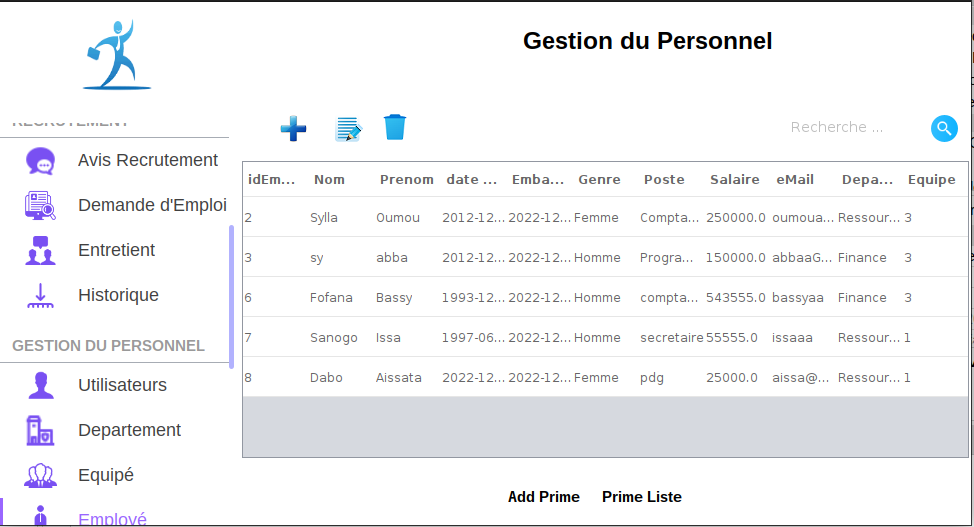 Gestion du Personnel
RECRUTEMENT
Recherche ...
Avis Recrutement
Demande d'Emploi
Entretient
Historique
GESTION DU PERSONNEL
Utilisateurs
Departement
Equipé
Employé
idEm... Nom Prenom date ... Emba... Genre Poste Salaire eMail Depa... Equipe
2 Sylla Oumou 2012-12... 2022-12... Femme Compta... 250000.0 oumoua... Ressour... 3
3 sy abba 2012-12... 2022-12... Homme Progra... 150000.0 abbaaG... Finance 3
6 Fofana Bassy 1993-12... 2022-12... Homme compta... 543555.0 bassyaa Finance 3
7 Sanogo Issa 1997-06... 2022-12... Homme secretaire 55555.0 issaaa Ressour... 1
8 Dabo Aissata 2022-12... 2022-12... Femme pdg 25000.0 aissa@... Ressour... 1
Add Prime Prime Liste